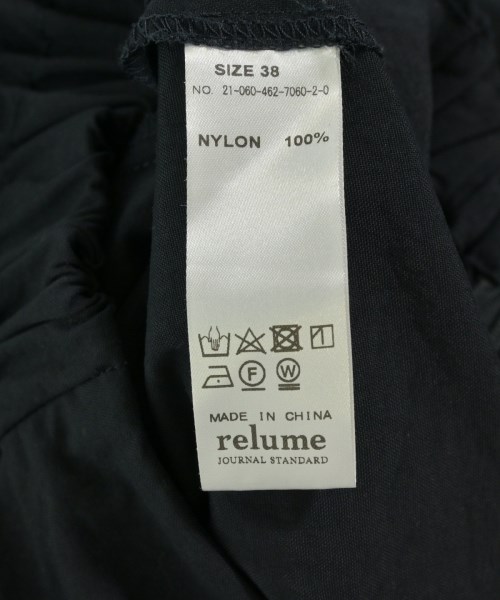 SIZE 38
NO. 21-060-462-7060-2-0
NYLON 100%
F W
MADE IN CHINA
relume
JOURNAL STANDARD